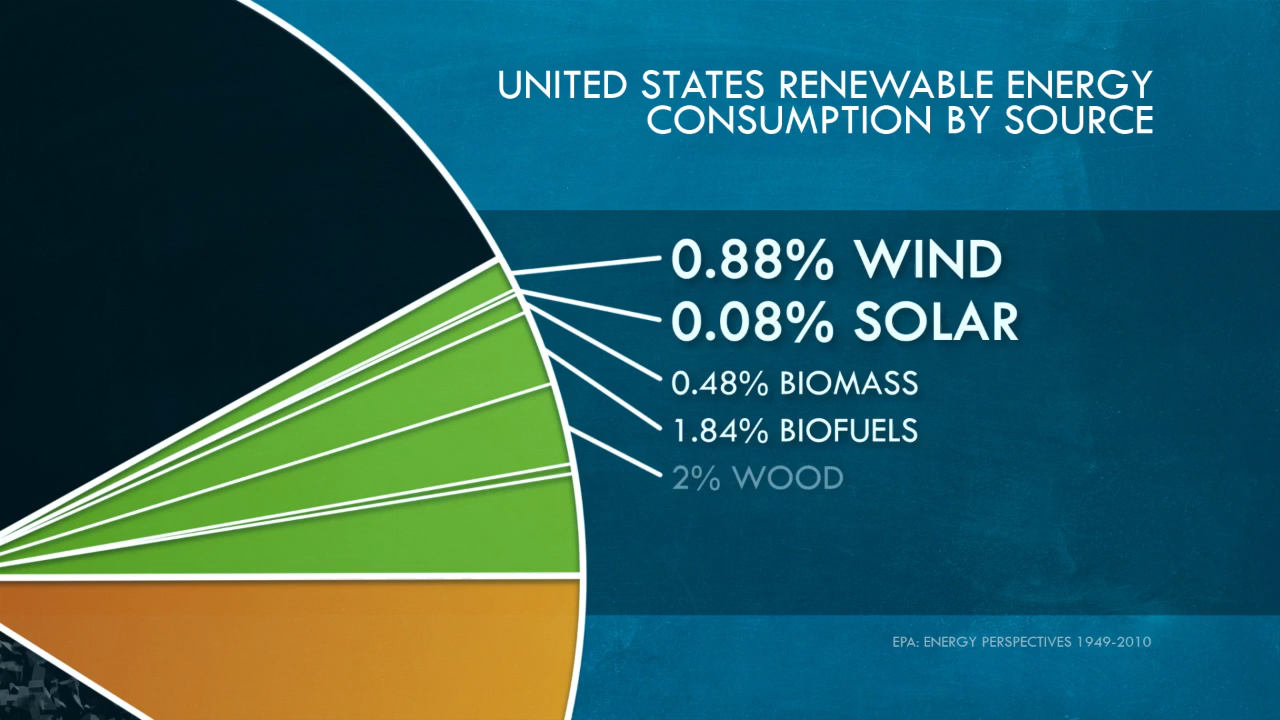 UNITED STATES RENEWABLE ENERGY
CONSUMPTION BY SOURCE
0.88% WIND
0.08% SOLAR
0.48% BIOMASS
1.84% BIOFUELS
2% WOOD
EPA: ENERGY PERSPECTIVES 1949-2010